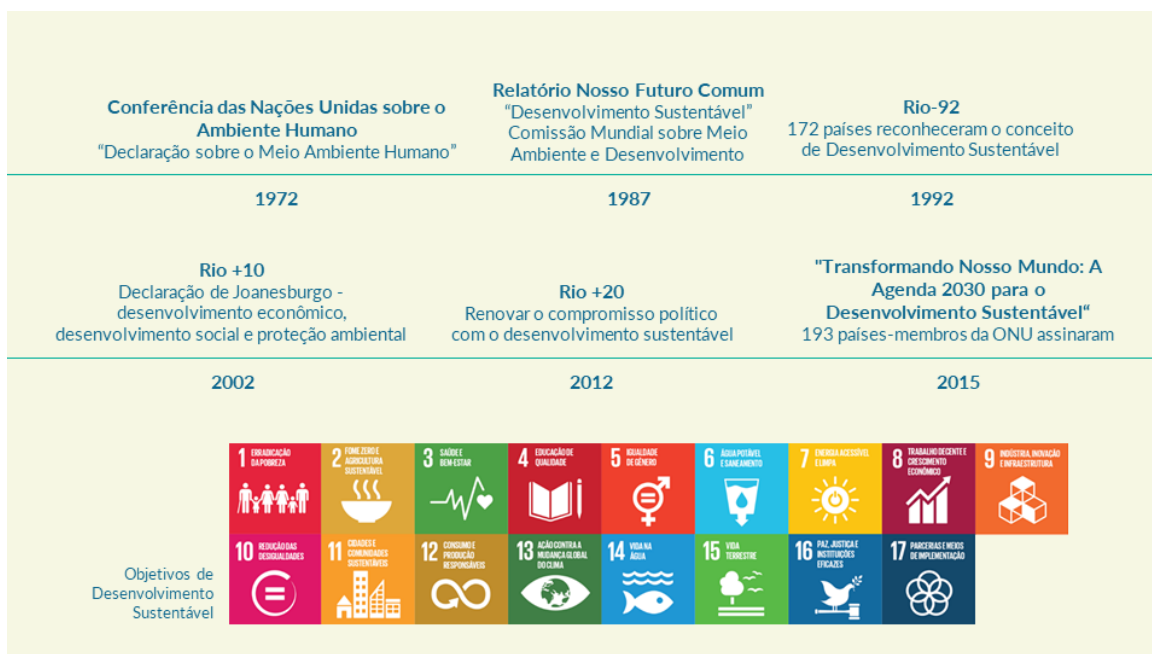 Conferência das Nações Unidas sobre o
Ambiente Humano
“Declaração sobre o Meio Ambiente Humano”
1972
Relatório Nosso Futuro Comum
“Desenvolvimento Sustentável”
Comissão Mundial sobre Meio
Ambiente e Desenvolvimento
1987
Rio-92
172 países reconheceram o conceito
de Desenvolvimento Sustentável
1992
Rio +10
Declaração de Joanesburgo -
desenvolvimento econômico,
desenvolvimento social e proteção ambiental
2002
Rio +20
Renovar o compromisso político
com o desenvolvimento sustentável
2012
"Transformando Nosso Mundo: A
Agenda 2030 para o
Desenvolvimento Sustentável“
193 países-membros da ONU assinaram
2015
Objetivos de
Desenvolvimento
Sustentável
1 ERRADICAÇÃO
DA POBREZA
2 FOME ZERO E
AGRICULTURA
SUSTENTÁVEL
3 SAÚDE E
BEM-ESTAR
4 EDUCAÇÃO DE
QUALIDADE
5 IGUALDADE
DE GÊNERO
6 ÁGUA POTÁVEL
E SANEAMENTO
7 ENERGIA ACESSÍVEL
E LIMPA
8 TRABALHO DECENTE E
CRESCIMENTO
ECONÔMICO
9 INDÚSTRIA, INOVAÇÃO
E INFRAESTRUTURA
10 REDUÇÃO DAS
DESIGUALDADES
11 CIDADES E
COMUNIDADES
SUSTENTÁVEIS
12 CONSUMO E
PRODUÇÃO
RESPONSÁVEIS
13 AÇÃO CONTRA A
MUDANÇA GLOBAL
DO CLIMA
14 VIDA NA
ÁGUA
15 VIDA
TERRESTRE
16 PAZ, JUSTIÇA E
INSTITUIÇÕES
EFICAZES
17 PARCERIAS E MEIOS
DE IMPLEMENTAÇÃO